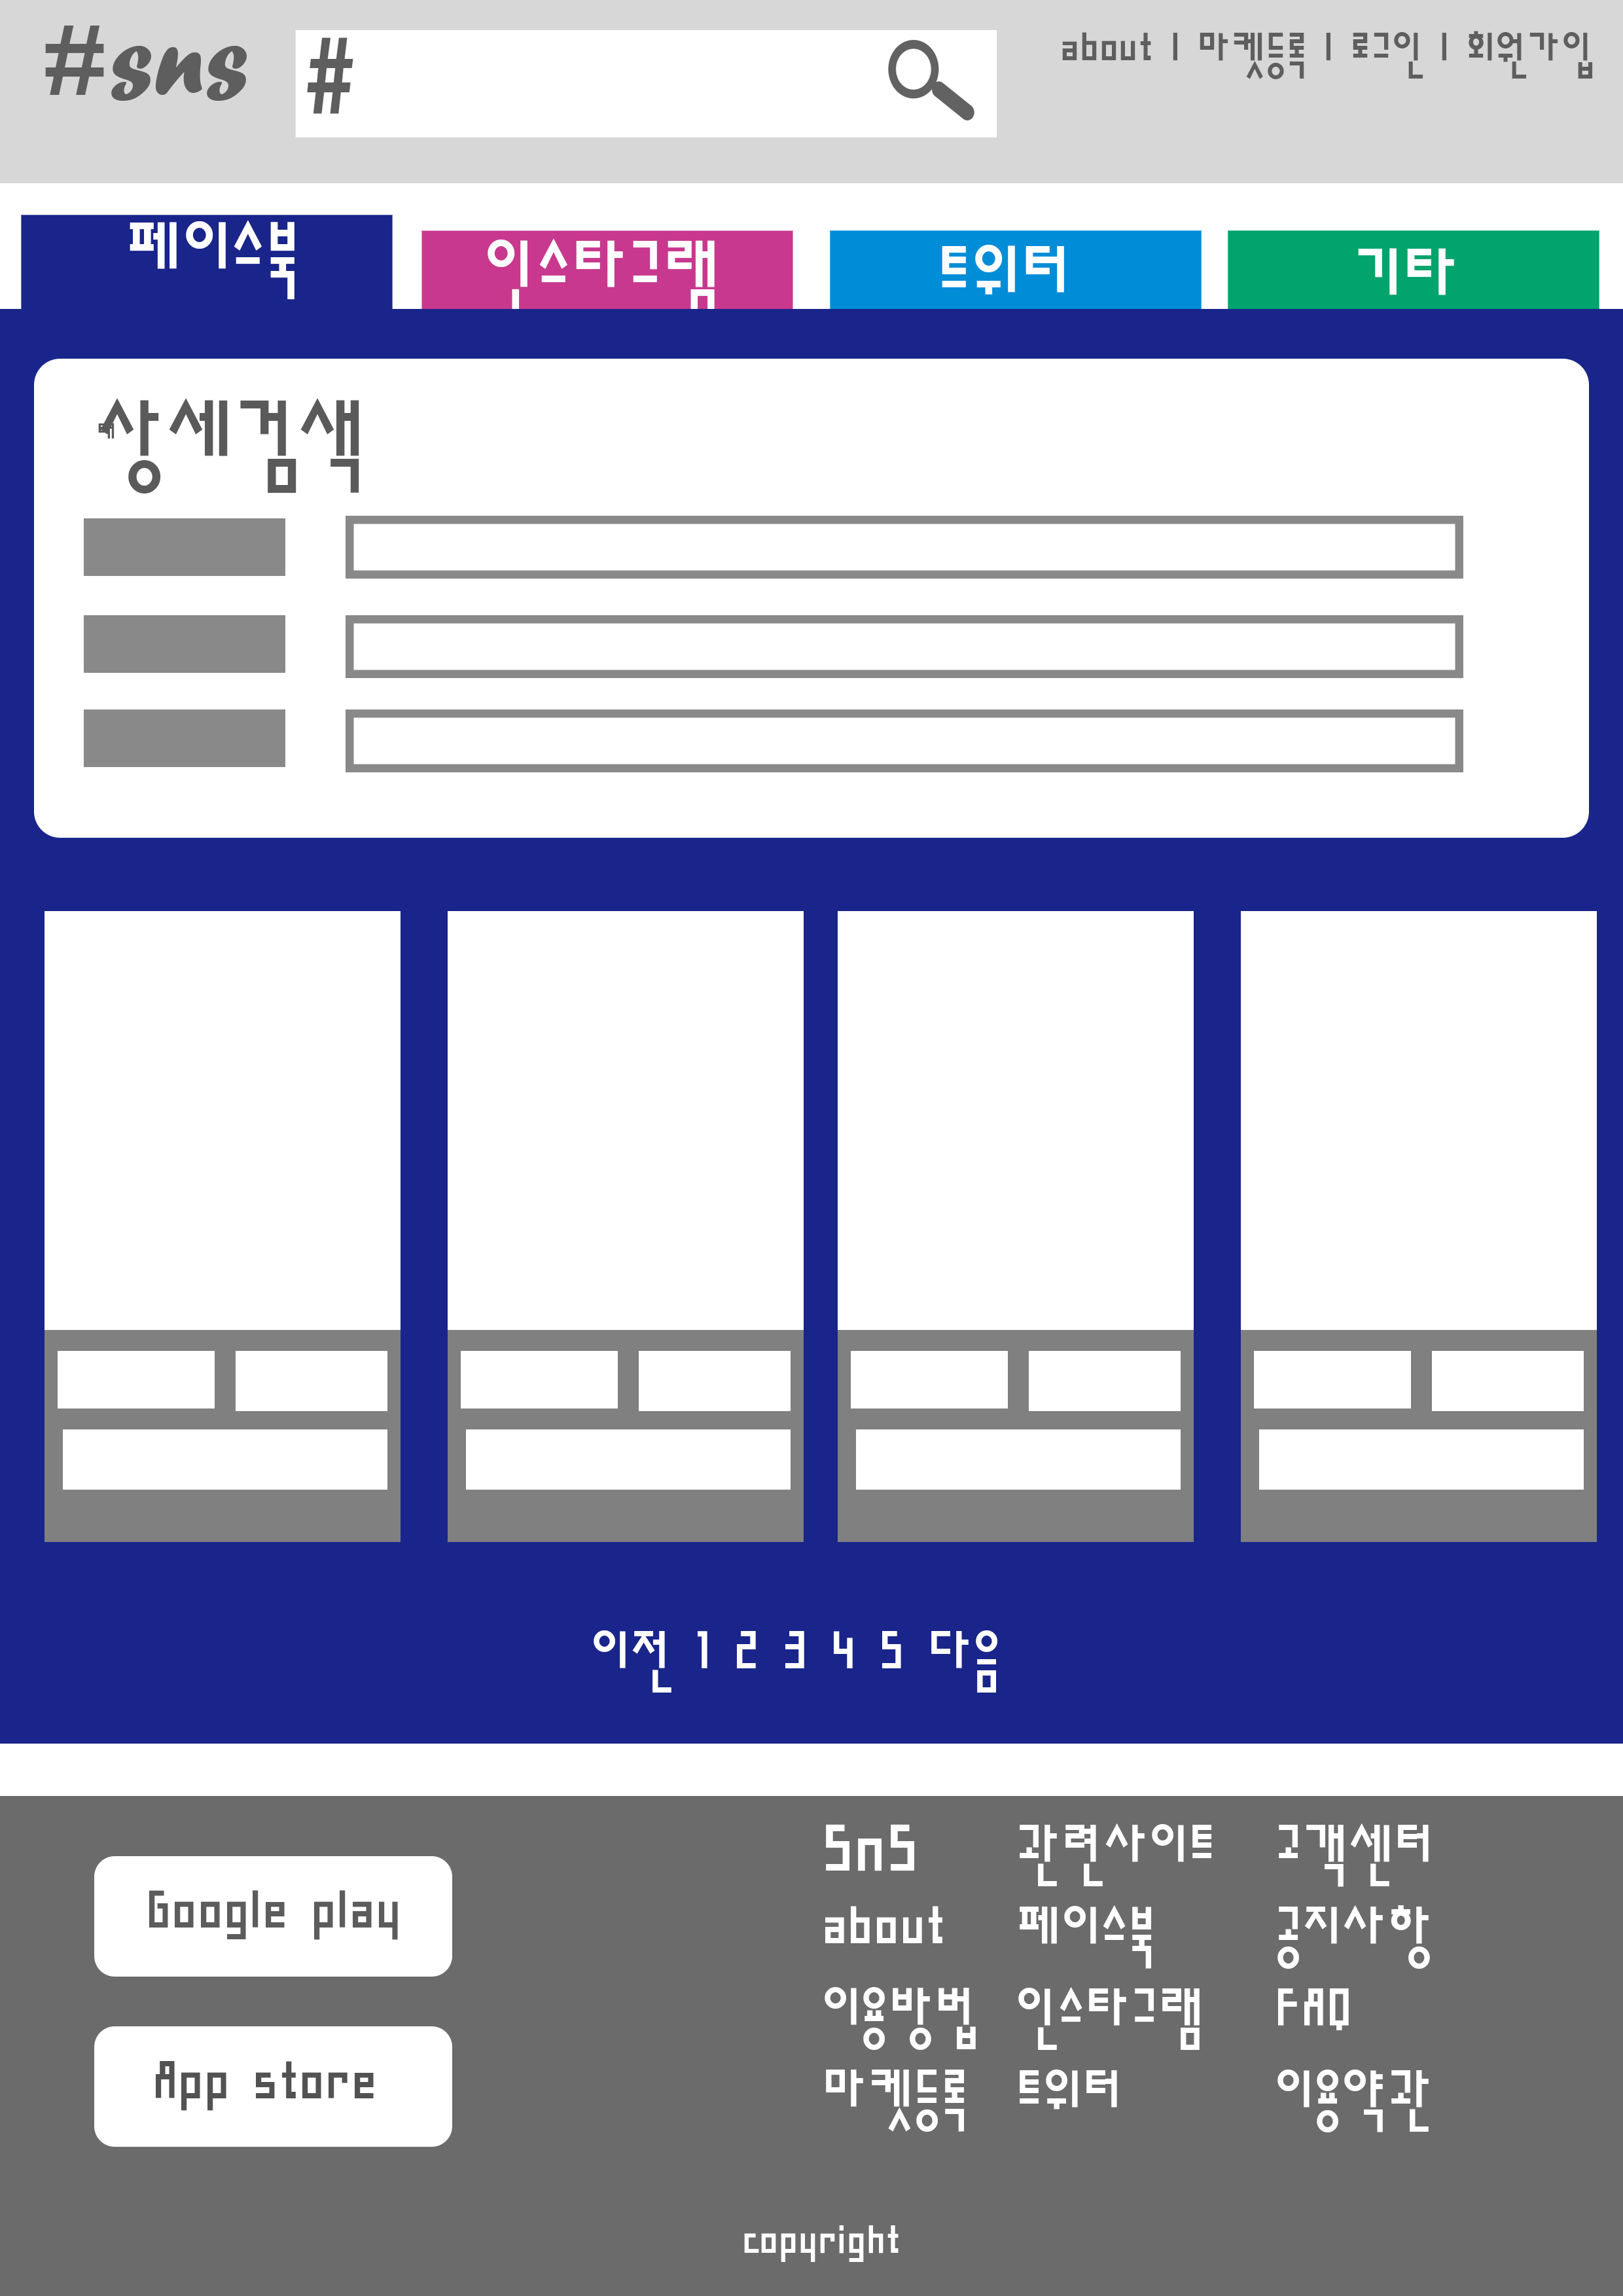 #sns
#
about | 마켓등록 | 로그인 | 회원가입
페이스북 인스타그램 트위터 기타
상세검색
이전 1 2 3 4 5 다음
Google play
App store
SnS 관련사이트 고객센터
about 페이스북 공지사항
이용방법 인스타그램 FAQ
마켓등록 트위터 이용약관
copyright